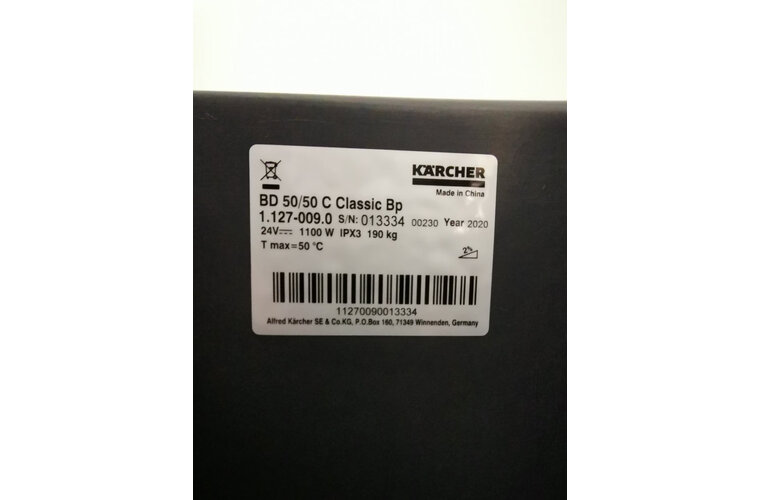 KÄRCHER
Made in China
BD 50/50 C Classic Bp
1.127-009.0 S/N: 013334 00230 Year 2020
24V 1100 W IPX3 190 kg
T max=50 °C
2%
11270090013334
Alfred Kärcher SE & Co.KG, P.O.Box 160, 71349 Winnenden, Germany